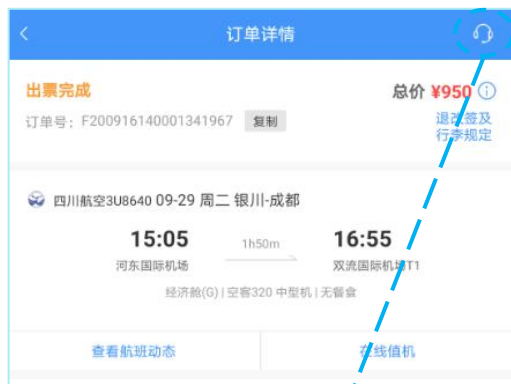 订单详情
出票完成
总价 ¥950
订单号：F200916140001341967 复制
退改签及
行李规定
四川航空3U8640 09-29 周二 银川-成都
15:05 1h50m 16:55
河东国际机场 双流国际机场T1
经济舱(G) | 空客320 中型机 | 无餐食
查看航班动态 在线值机